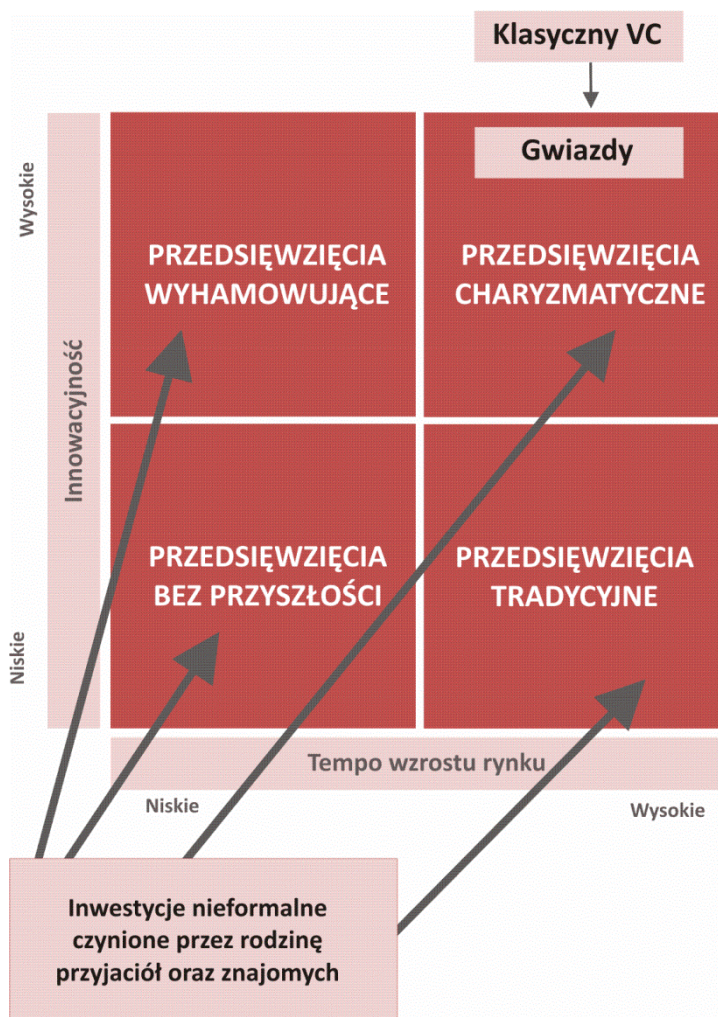 Klasyczny VC
Gwiazdy
Wysokie
PRZEDSIĘWZIĘCIA
WYHAMOWUJĄCE
PRZEDSIĘWZIĘCIA
CHARYZMATYCZNE
Innowacyjność
PRZEDSIĘWZIĘCIA
BEZ PRZYSZŁOŚCI
PRZEDSIĘWZIĘCIA
TRADYCYJNE
Niskie
Tempo wzrostu rynku
Niskie
Wysokie
Inwestycje nieformalne
czynione przez rodzinę
przyjaciół oraz znajomych